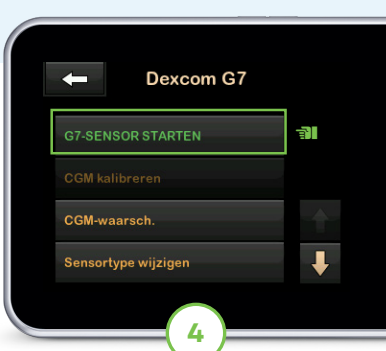 Dexcom G7
G7-SENSOR STARTEN
CGM kalibreren
CGM-waarsch.
Sensortype wijzigen
4